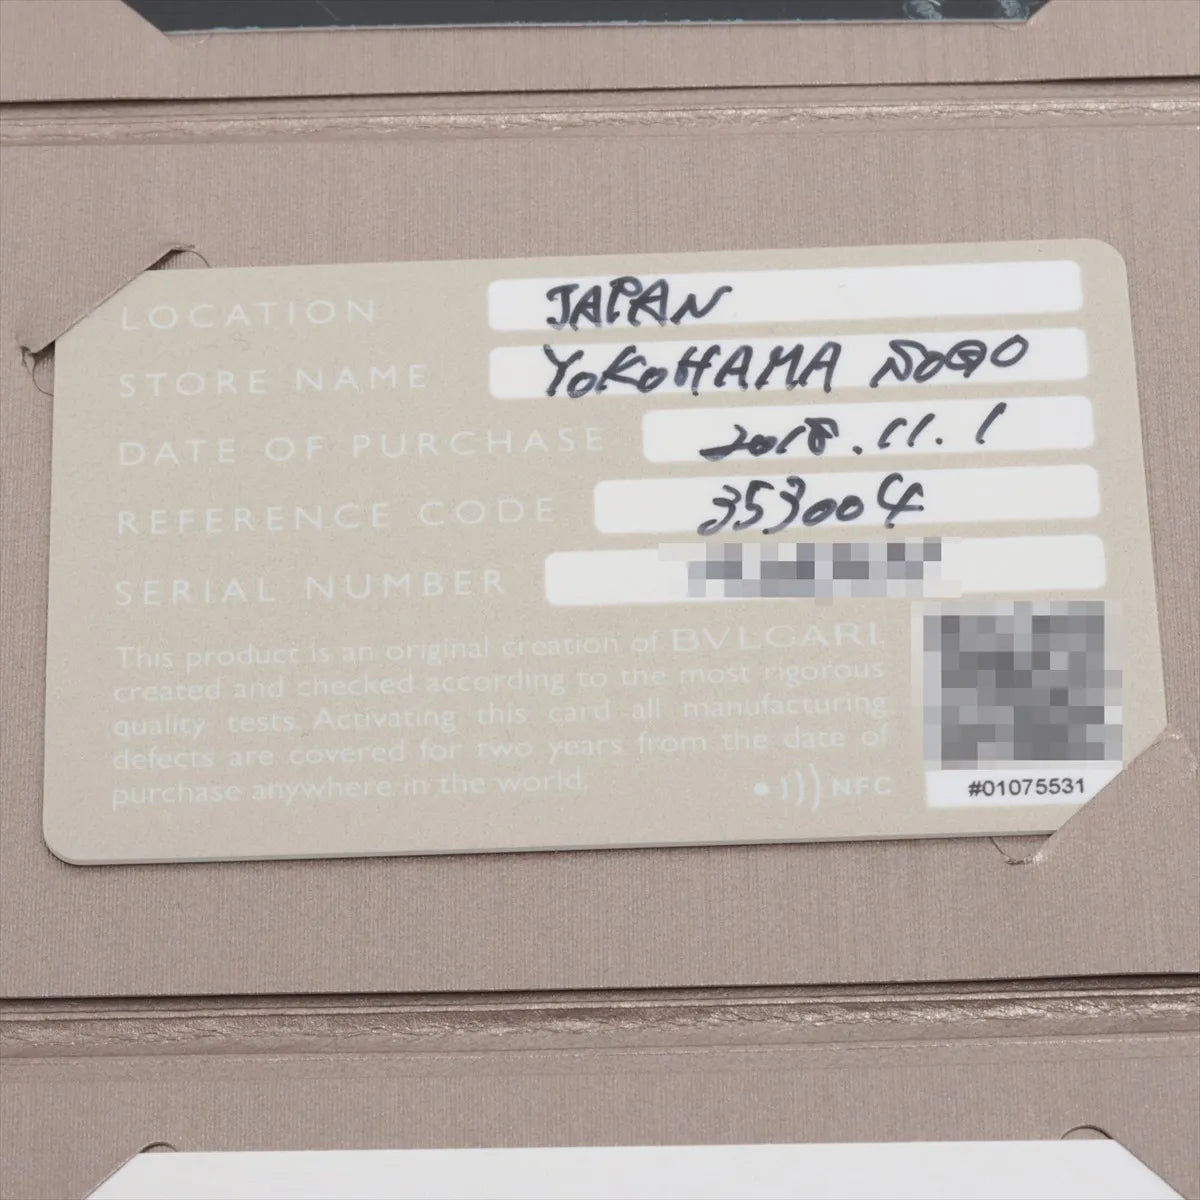 LOCATION JAPAN
STORE NAME YOKOHAMA SOGO
DATE OF PURCHASE 2018.11.1
REFERENCE CODE 353004
SERIAL NUMBER
This product is an original creation of BVLGARI,
created and checked according to the most rigorous
quality tests. Activating this card all manufacturing
defects are covered for two years from the date of
purchase anywhere in the world.
NFC
#01075531